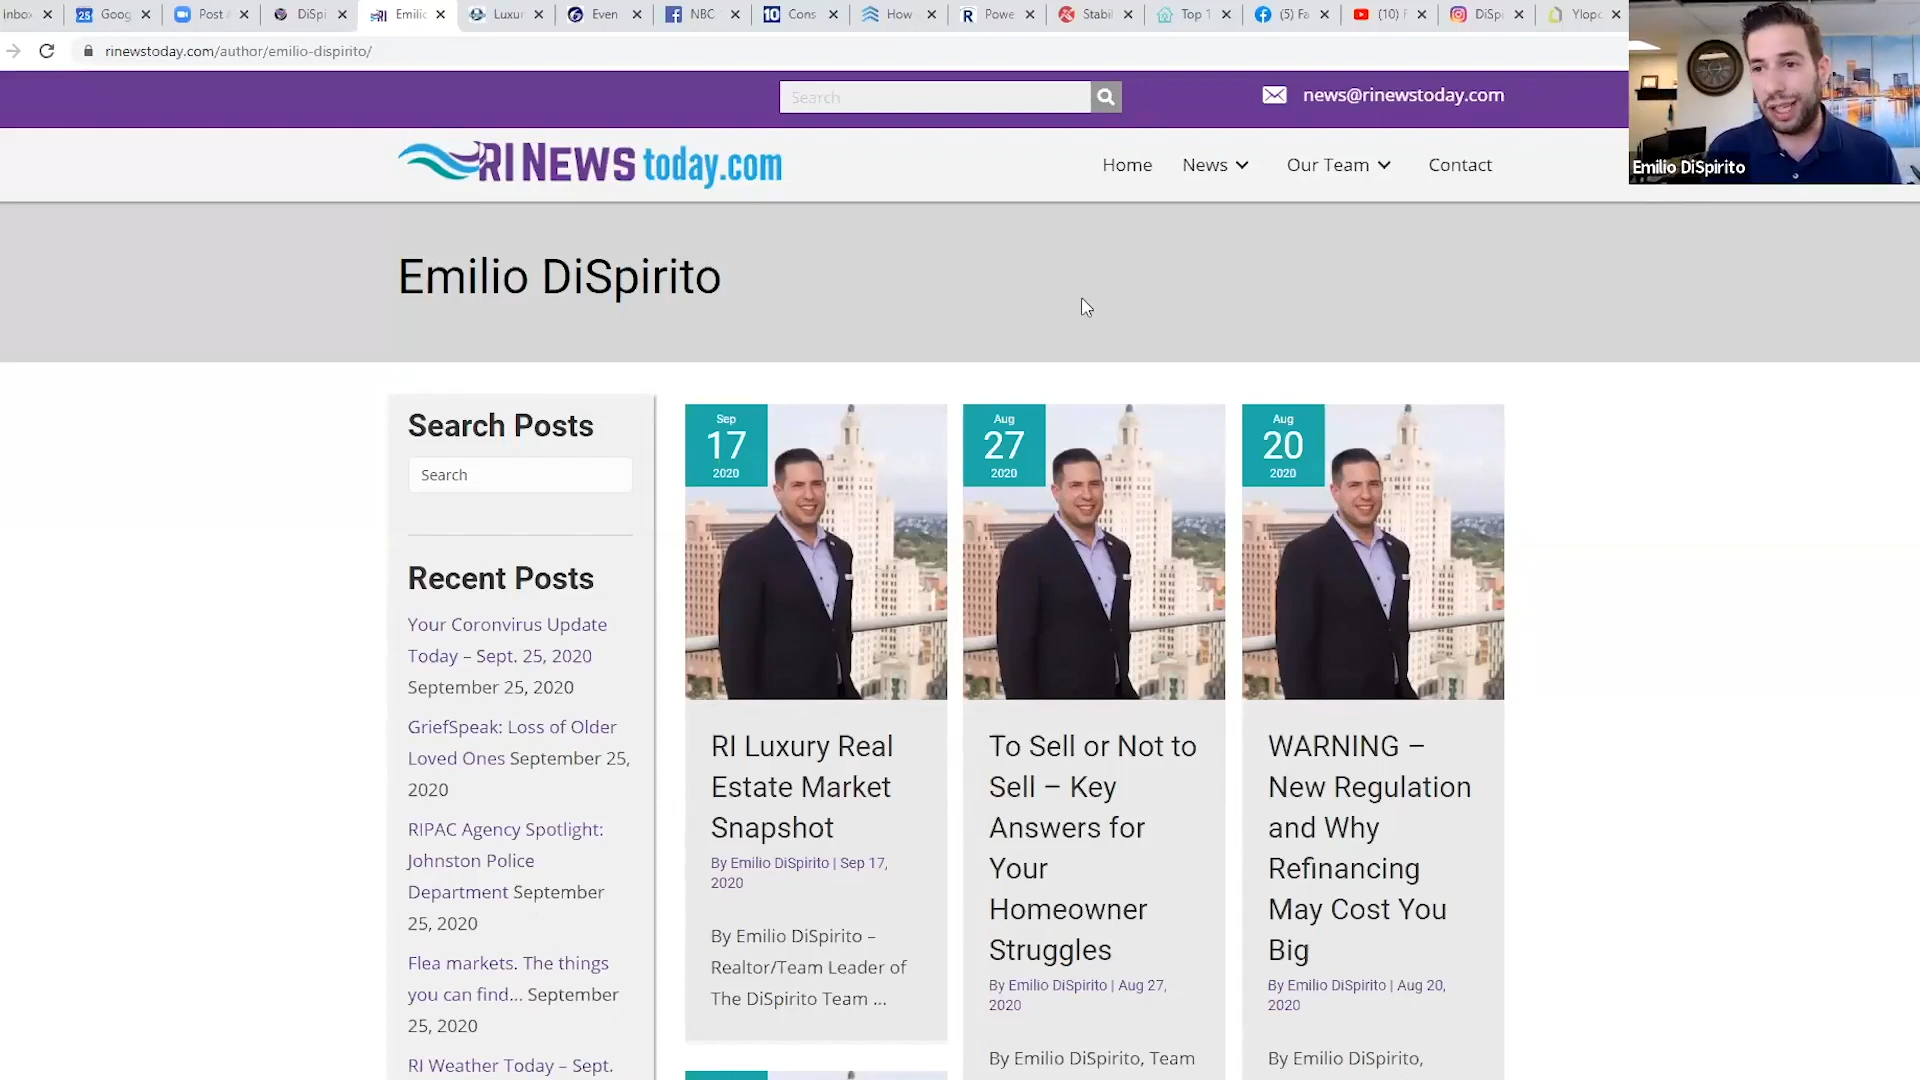 nbox
Goog
Post
DiSpi
Emilic
Luxur
Even
NBC
Cons
How
Powe
Stabil
Top 1
(5) Fa
(10) F
DiSp
Ylopo
rinewstoday.com/author/emilio-dispirito/
Search
news@rinewstoday.com
RI NEWS today.com
Home
News
Our Team
Contact
Emilio DiSpirito
Emilio DiSpirito
Search Posts
Search
Recent Posts
Your Coronvirus Update
Today – Sept. 25, 2020
September 25, 2020
GriefSpeak: Loss of Older
Loved Ones September 25,
2020
RIPAC Agency Spotlight:
Johnston Police
Department September
25, 2020
Flea markets. The things
you can find... September
25, 2020
RI Weather Today – Sept.
Sep
17
2020
RI Luxury Real
Estate Market
Snapshot
By Emilio DiSpirito | Sep 17,
2020
By Emilio DiSpirito –
Realtor/Team Leader of
The DiSpirito Team ...
Aug
27
2020
To Sell or Not to
Sell – Key
Answers for
Your
Homeowner
Struggles
By Emilio DiSpirito | Aug 27,
2020
By Emilio DiSpirito, Team
Aug
20
2020
WARNING –
New Regulation
and Why
Refinancing
May Cost You
Big
By Emilio DiSpirito | Aug 20,
2020
By Emilio DiSpirito,